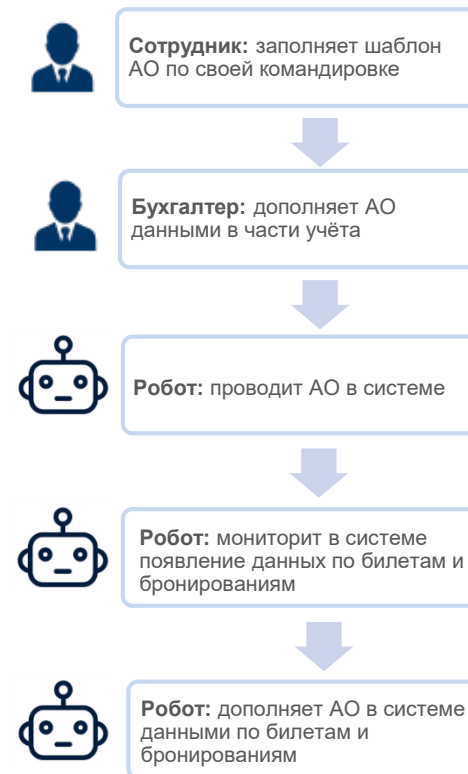 Сотрудник: заполняет шаблон
АО по своей командировке
Бухгалтер: дополняет АО
данными в части учёта
Робот: проводит АО в системе
Робот: мониторит в системе
появление данных по билетам и
бронированиям
Робот: дополняет АО в системе
данными по билетам и
бронированиям